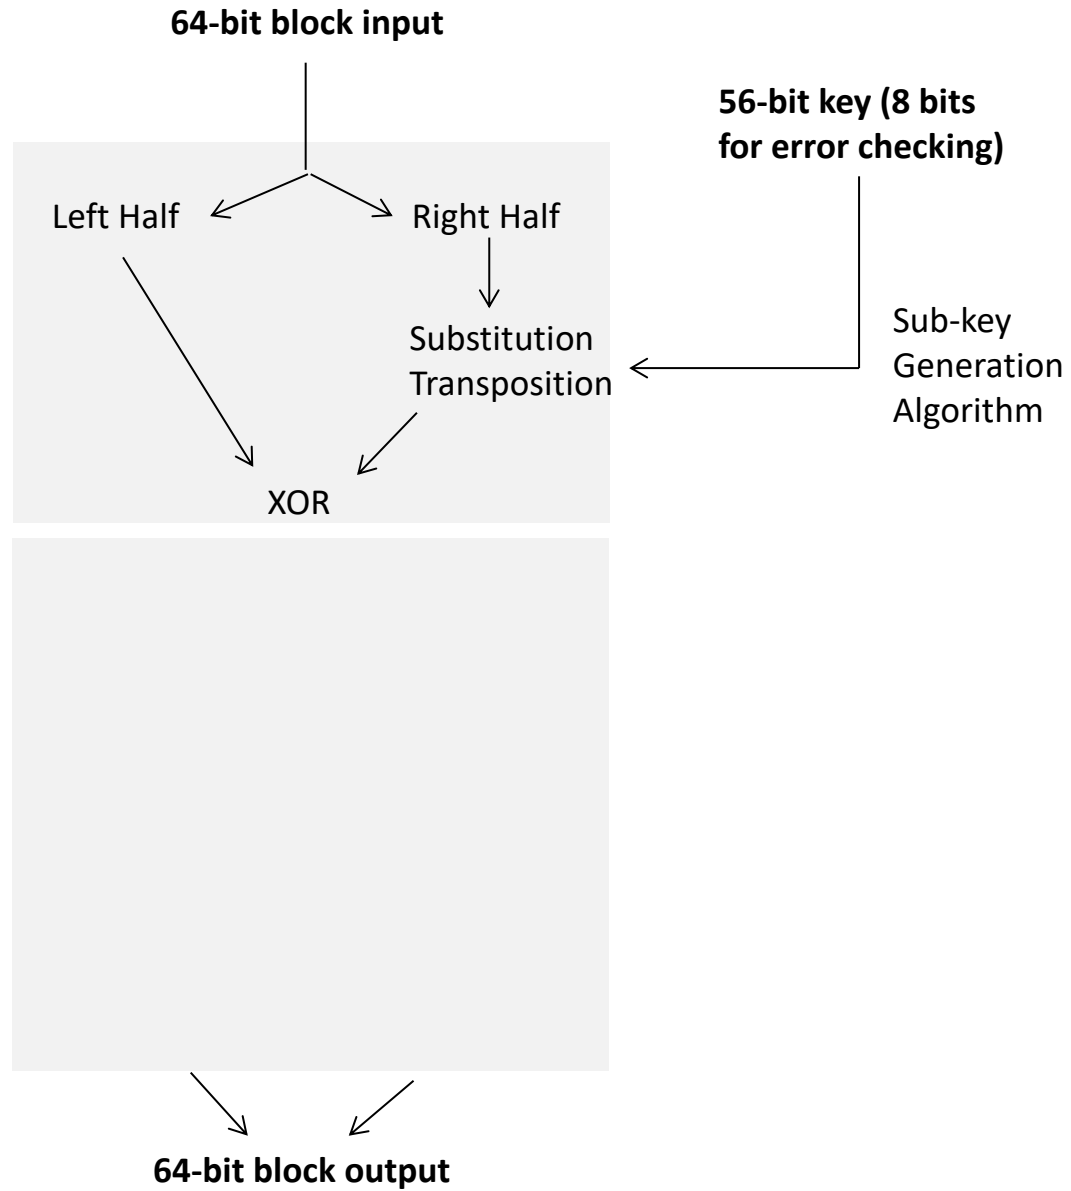 64-bit block input
56-bit key (8 bits
for error checking)
Left Half
Right Half
Substitution
Transposition
Sub-key
Generation
Algorithm
XOR
64-bit block output